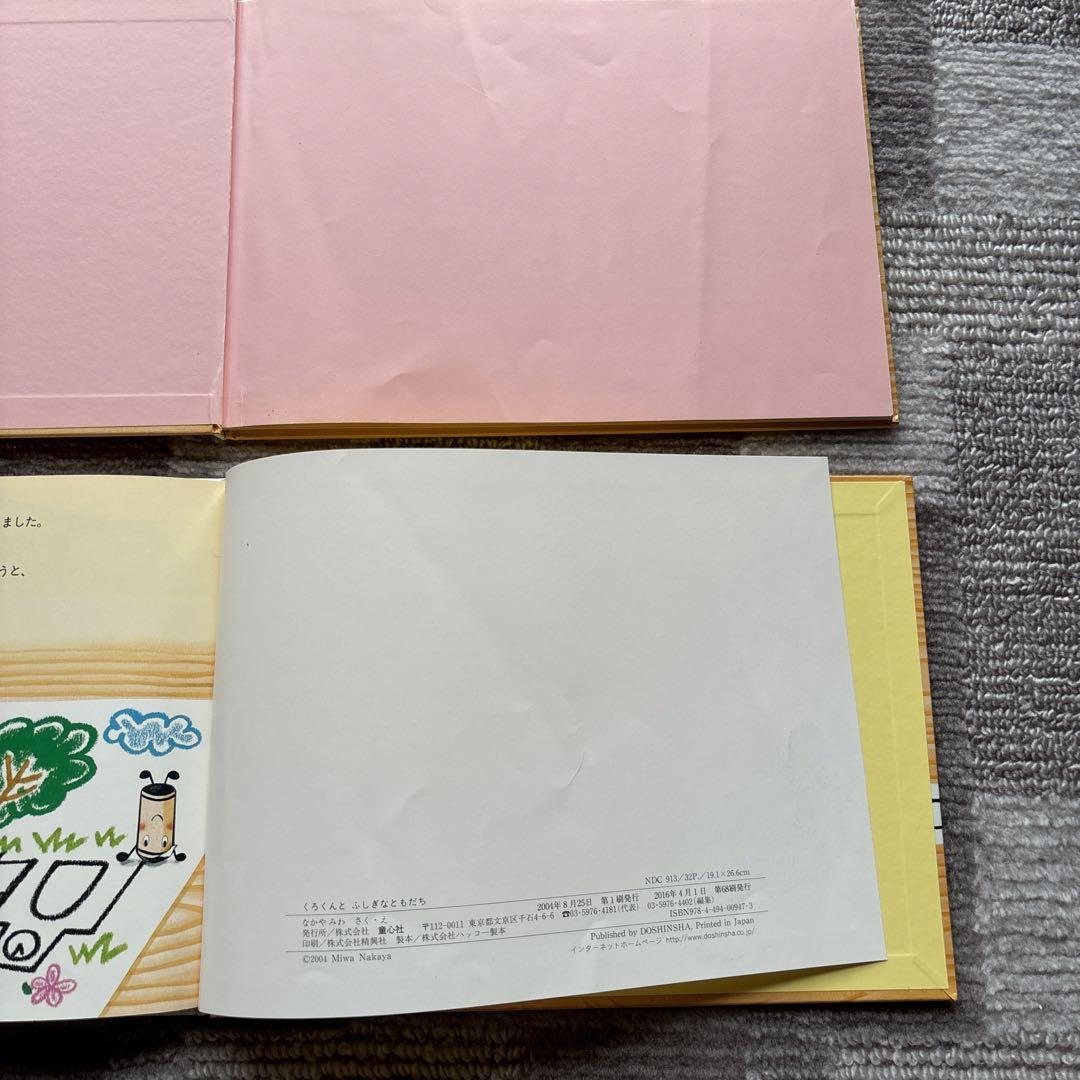 ました。
うと、
NDC 913/32P./19.1×26.6cm
くろくんと ふしぎなともだち
2004年8月25日 第1刷発行 2016年4月1日 第68刷発行
なかや みわ さく・え
発行所/株式会社 童心社 〒112-0011 東京都文京区千石4-6-6 ☎03-5976-4181(代表) 03-5976-4402(編集)
印刷/株式会社精興社 製本/株式会社ハッコー製本 ISBN978-4-494-00947-3
Published by DOSHINSHA. Printed in Japan
©2004 Miwa Nakaya インターネットホームページ http://www.doshinsha.co.jp/